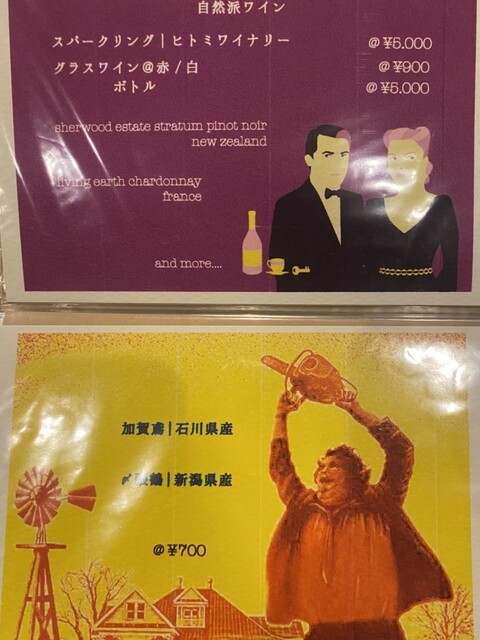 自然派ワイン
スパークリング|ヒトミワイナリー @¥5.000
グラスワイン@赤/白 @¥900
ボトル @¥5.000
sherwood estate stratum pinot noir
new zealand
living earth chardonnay
france
and more....
加賀鳶|石川県産
〆張鶴|新潟県産
@¥700